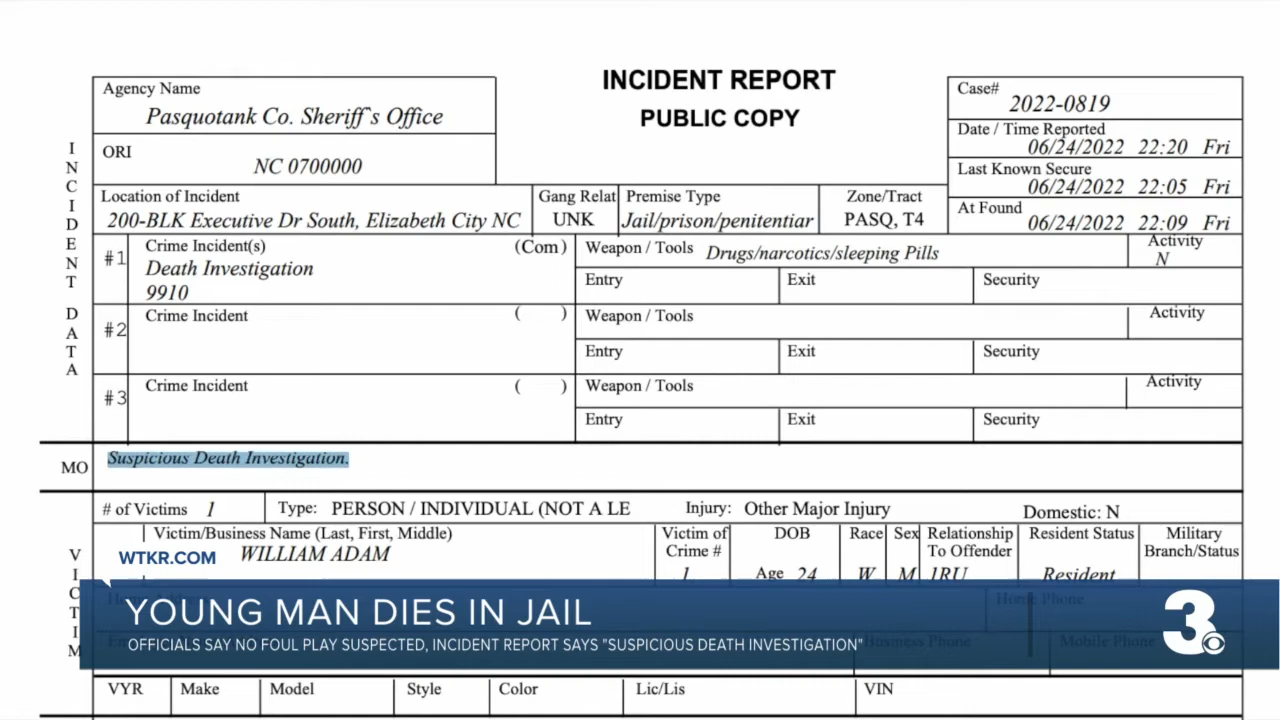 INCIDENT REPORT
PUBLIC COPY
Agency Name
Pasquotank Co. Sheriff's Office
ORI
NC 0700000
Case#
2022-0819
Date / Time Reported
06/24/2022 22:20 Fri
Last Known Secure
06/24/2022 22:05 Fri
At Found
06/24/2022 22:09 Fri
INCIDENT DATA
Location of Incident
200-BLK Executive Dr South, Elizabeth City NC
Gang Relat
UNK
Premise Type
Jail/prison/penitentiar
Zone/Tract
PASQ, T4
#1
Crime Incident(s) (Com)
Death Investigation
9910
Weapon / Tools Drugs/narcotics/sleeping Pills
Activity
N
Entry Exit Security
#2
Crime Incident ( )
Weapon / Tools Activity
Entry Exit Security
#3
Crime Incident ( )
Weapon / Tools Activity
Entry Exit Security
MO
Suspicious Death Investigation.
# of Victims 1 Type: PERSON / INDIVIDUAL (NOT A LE Injury: Other Major Injury Domestic: N
VICTIM
Victim/Business Name (Last, First, Middle)
WILLIAM ADAM
Victim of
Crime #
1
DOB
Age 24
Race
W
Sex
M
Relationship
To Offender
1RU
Resident Status
Resident
Military
Branch/Status
Home Phone
Business Phone
Mobile Phone
WTKR.COM
YOUNG MAN DIES IN JAIL
OFFICIALS SAY NO FOUL PLAY SUSPECTED, INCIDENT REPORT SAYS "SUSPICIOUS DEATH INVESTIGATION"
3
VYR Make Model Style Color Lic/Lis VIN